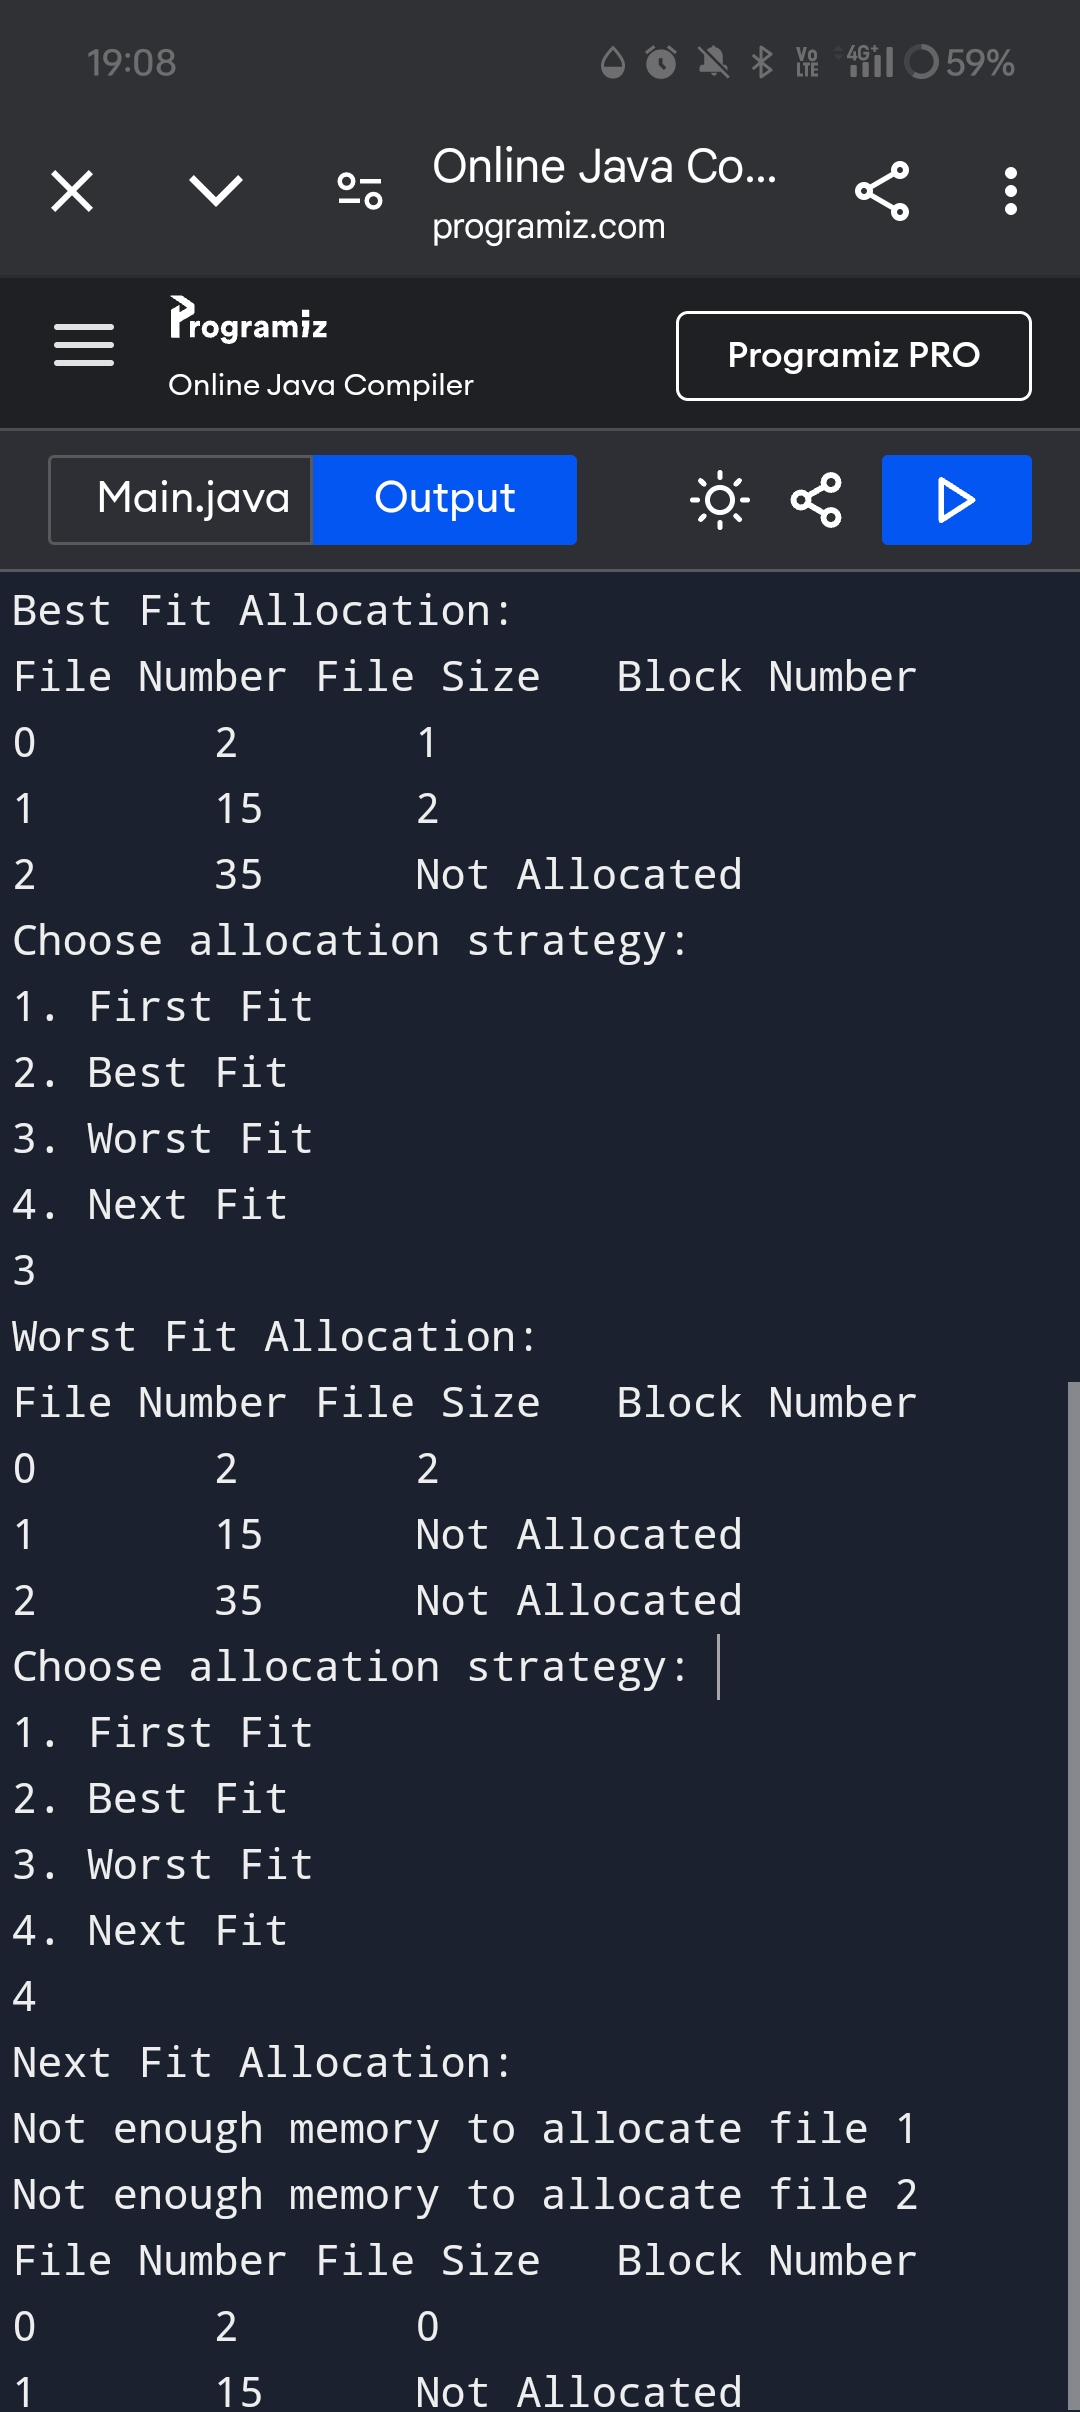 19:08
Vo LTE 4G+ 59%
Online Java Co...
programiz.com
Programiz
Online Java Compiler
Programiz PRO
Main.java Output
Best Fit Allocation:
File Number File Size Block Number
0 2 1
1 15 2
2 35 Not Allocated
Choose allocation strategy:
1. First Fit
2. Best Fit
3. Worst Fit
4. Next Fit
3
Worst Fit Allocation:
File Number File Size Block Number
0 2 2
1 15 Not Allocated
2 35 Not Allocated
Choose allocation strategy:
1. First Fit
2. Best Fit
3. Worst Fit
4. Next Fit
4
Next Fit Allocation:
Not enough memory to allocate file 1
Not enough memory to allocate file 2
File Number File Size Block Number
0 2 0
1 15 Not Allocated